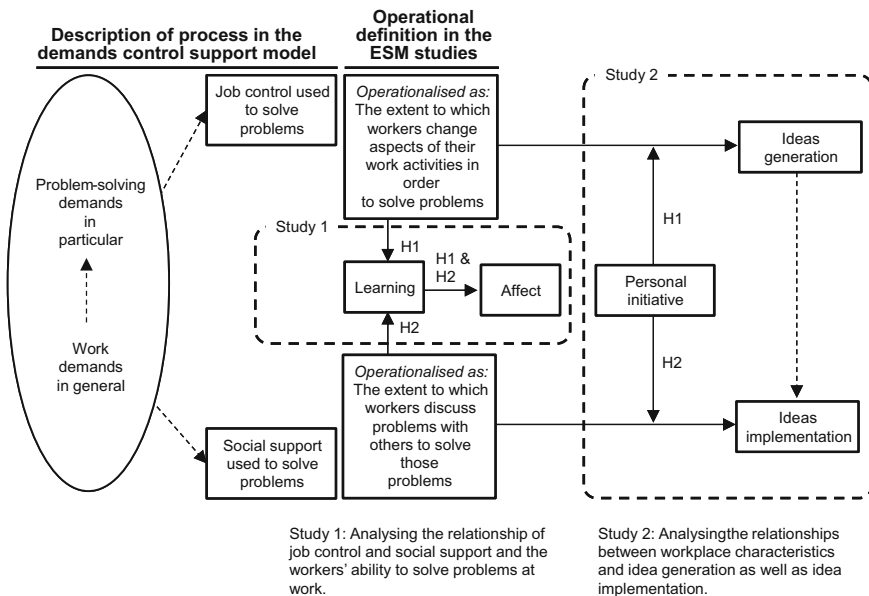 Description of process in the
demands control support model
Operational
definition in the
ESM studies
Problem-solving
demands
in
particular
Work
demands
in general
Job control used
to solve
problems
Social support
used to solve
problems
Operationalised as:
The extent to which
workers change
aspects of their
work activities in
order
to solve problems
Study 1
H1
Learning
H1 &
H2
Affect
H2
Operationalised as:
The extent to which
workers discuss
problems with
others to solve
those
problems
Study 2
Ideas
generation
H1
Personal
initiative
H2
Ideas
implementation
Study 1: Analysing the relationship of
job control and social support and the
workers’ ability to solve problems at
work.
Study 2: Analysingthe relationships
between workplace characteristics
and idea generation as well as idea
implementation.